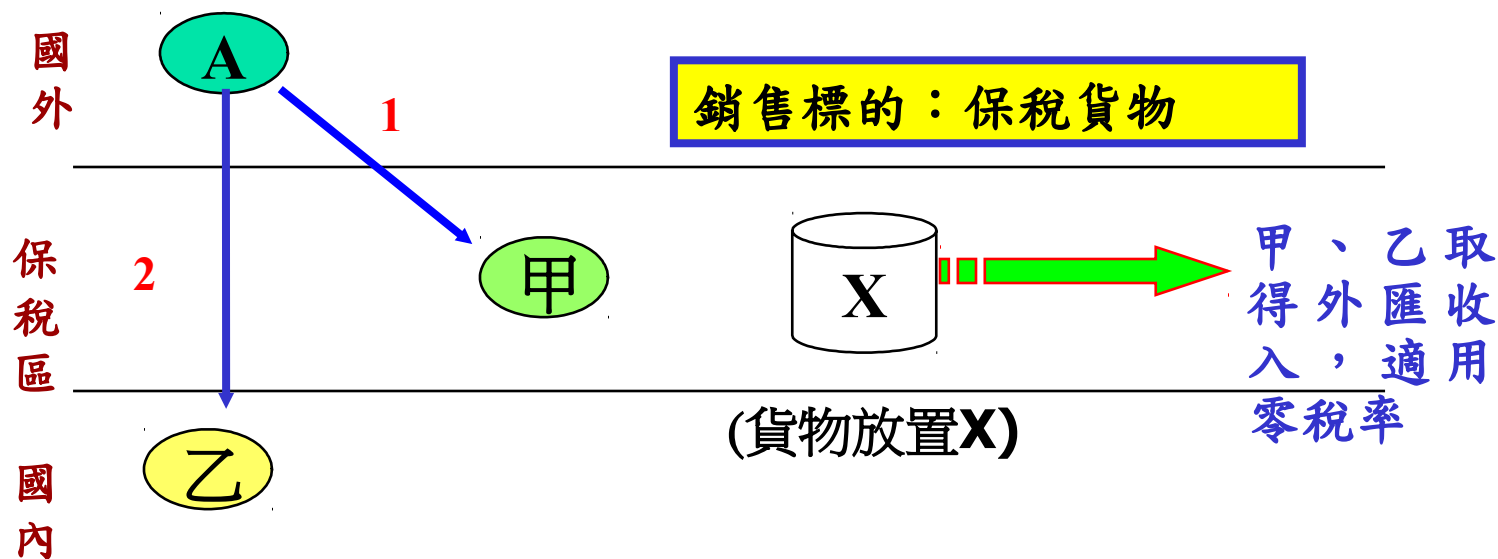 國
外
A
1
銷售標的：保稅貨物
保
稅
區
2
甲
X
甲、乙取
得外匯收
入，適用
零稅率
(貨物放置X)
國
內
乙